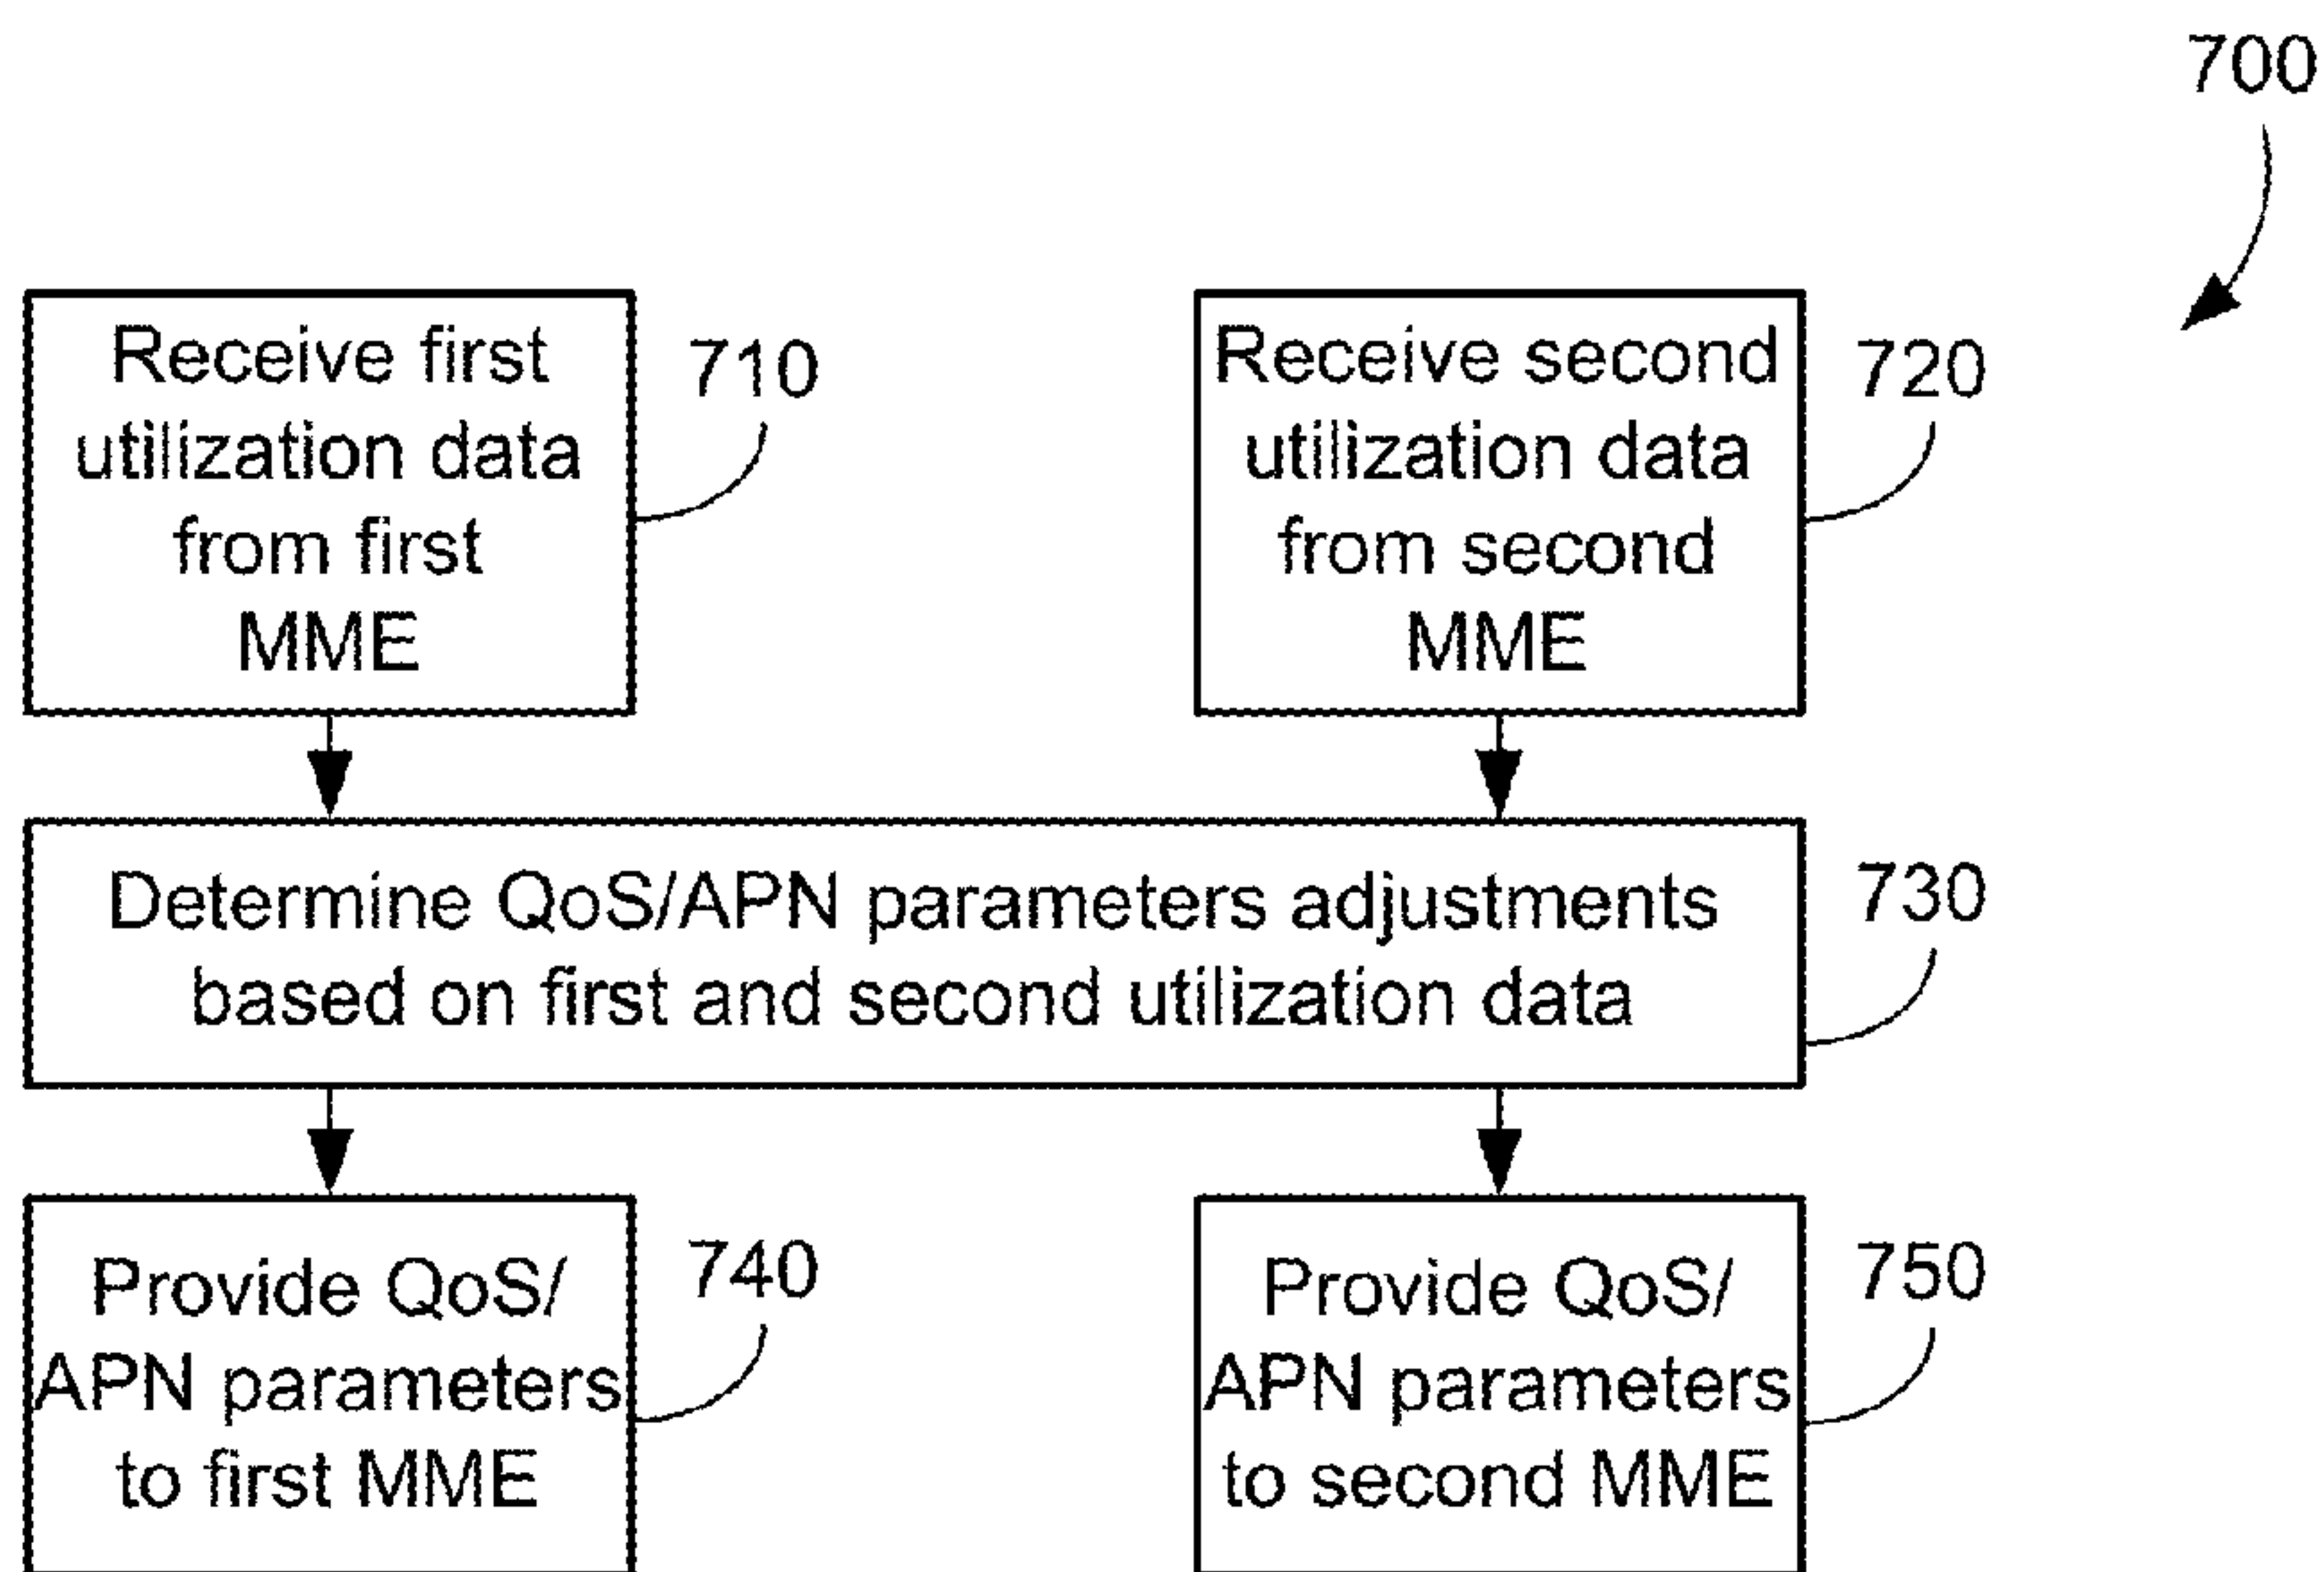 700
Receive first
utilization data
from first
MME
710
Receive second
utilization data
from second
MME
720
Determine QoS/APN parameters adjustments
based on first and second utilization data
730
Provide QoS/
APN parameters
to first MME
740
Provide QoS/
APN parameters
to second MME
750